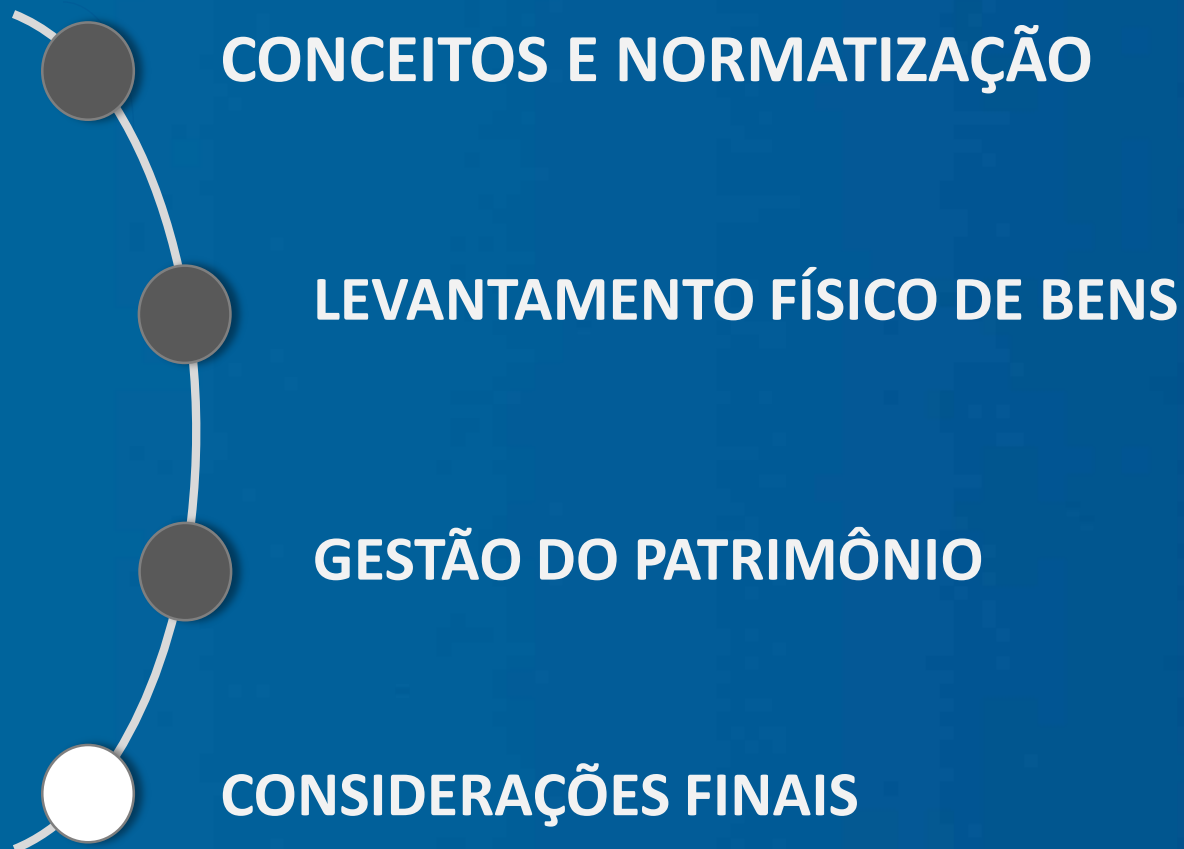 CONCEITOS E NORMATIZAÇÃO
LEVANTAMENTO FÍSICO DE BENS
GESTÃO DO PATRIMÔNIO
CONSIDERAÇÕES FINAIS